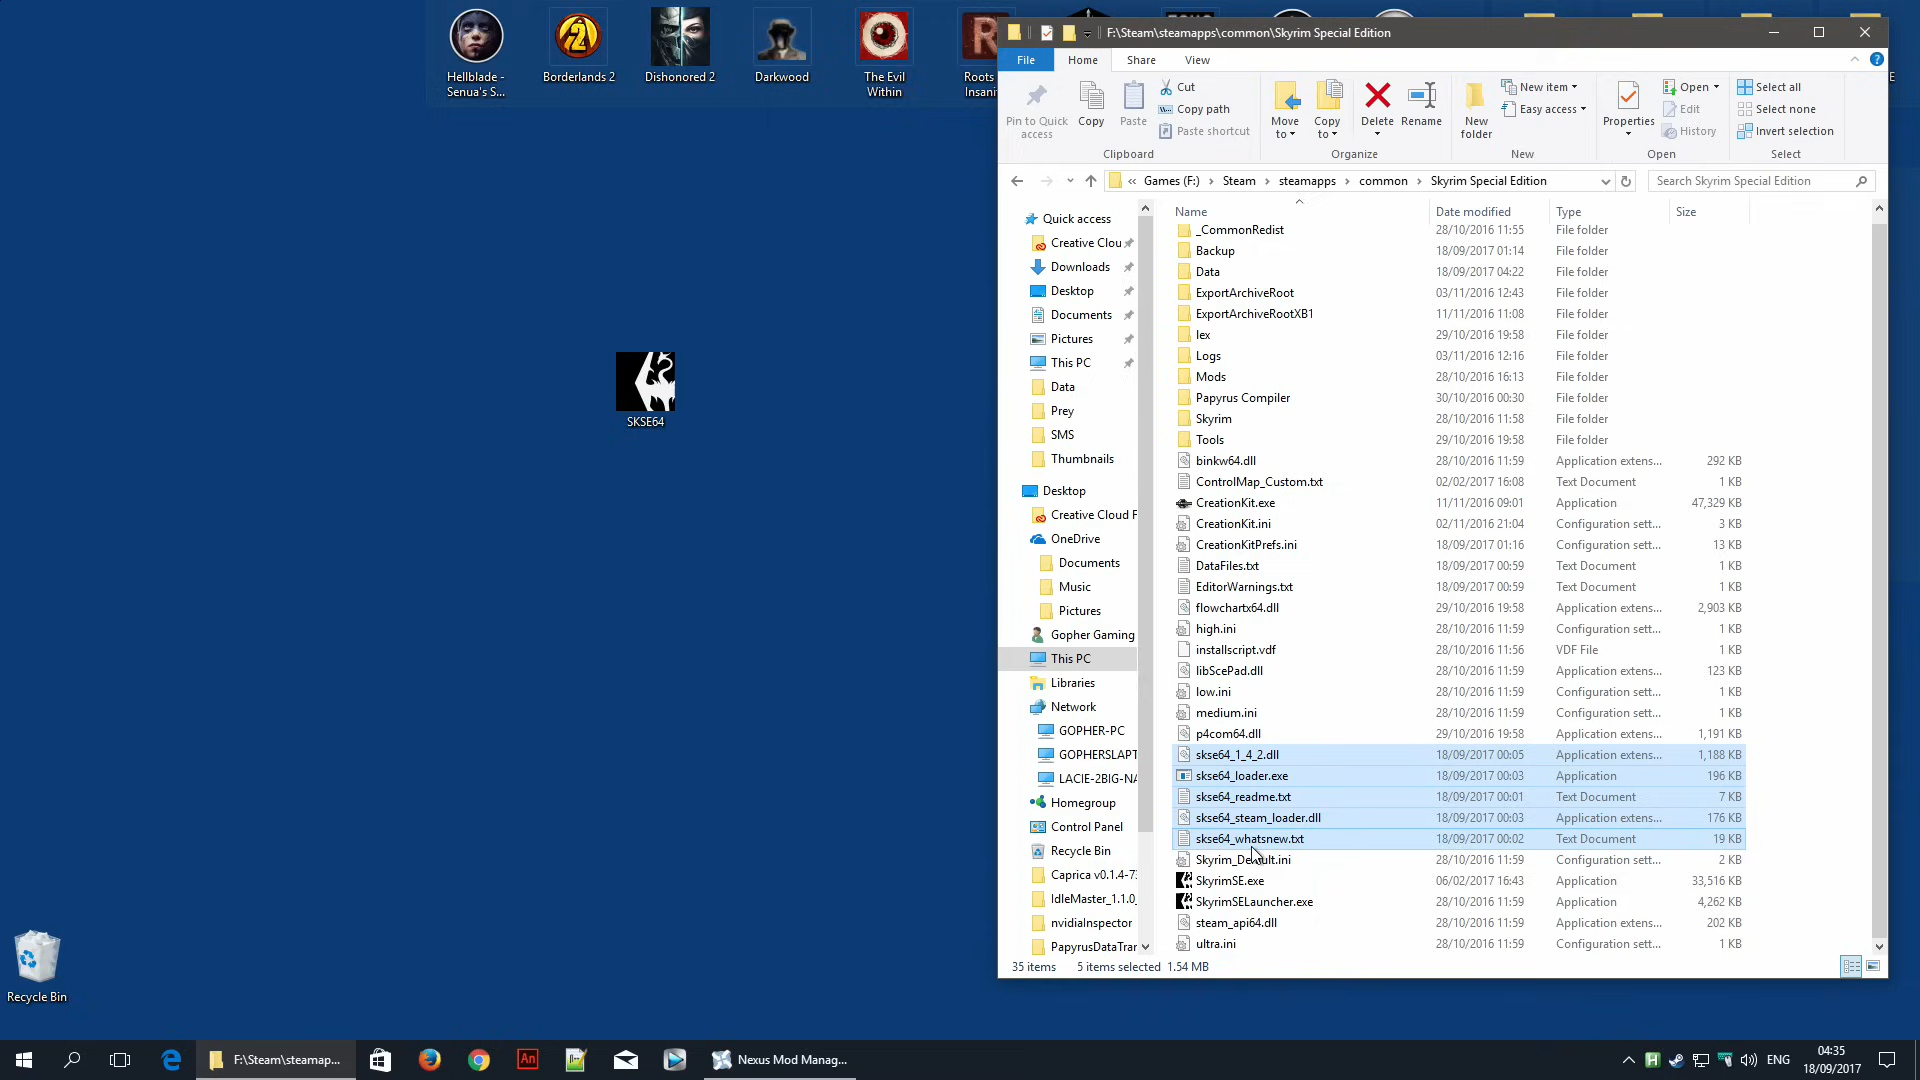 Hellblade -
Senua's S...
Borderlands 2
Dishonored 2
Darkwood
The Evil
Within
Roots
Insanit
SKSE64
Recycle Bin
F:\Steam\steamapps\common\Skyrim Special Edition
File
Home
Share
View
Pin to Quick
access
Copy
Paste
Cut
Copy path
Paste shortcut
Clipboard
Move
to
Copy
to
Delete
Rename
Organize
New
folder
New item
Easy access
New
Properties
Open
Edit
History
Open
Select all
Select none
Invert selection
Select
« Games (F:) > Steam > steamapps > common > Skyrim Special Edition
Search Skyrim Special Edition
Quick access
Creative Clou
Downloads
Desktop
Documents
Pictures
This PC
Data
Prey
SMS
Thumbnails
Desktop
Creative Cloud F
OneDrive
Documents
Music
Pictures
Gopher Gaming
This PC
Libraries
Network
GOPHER-PC
GOPHERSLAPT
LACIE-2BIG-NA
Homegroup
Control Panel
Recycle Bin
Caprica v0.1.4-73
IdleMaster_1.1.0_
nvidiaInspector
PapyrusDataTran
Name Date modified Type Size
_CommonRedist 28/10/2016 11:55 File folder
Backup 18/09/2017 01:14 File folder
Data 18/09/2017 04:22 File folder
ExportArchiveRoot 03/11/2016 12:43 File folder
ExportArchiveRootXB1 11/11/2016 11:08 File folder
lex 29/10/2016 19:58 File folder
Logs 03/11/2016 12:16 File folder
Mods 28/10/2016 16:13 File folder
Papyrus Compiler 30/10/2016 00:30 File folder
Skyrim 28/10/2016 11:58 File folder
Tools 29/10/2016 19:58 File folder
binkw64.dll 28/10/2016 11:59 Application extens... 292 KB
ControlMap_Custom.txt 02/02/2017 16:08 Text Document 1 KB
CreationKit.exe 11/11/2016 09:01 Application 47,329 KB
CreationKit.ini 02/11/2016 21:04 Configuration sett... 3 KB
CreationKitPrefs.ini 18/09/2017 01:16 Configuration sett... 13 KB
DataFiles.txt 18/09/2017 00:59 Text Document 1 KB
EditorWarnings.txt 18/09/2017 00:59 Text Document 1 KB
flowchartx64.dll 29/10/2016 19:58 Application extens... 2,903 KB
high.ini 28/10/2016 11:59 Configuration sett... 1 KB
installscript.vdf 28/10/2016 11:56 VDF File 1 KB
libScePad.dll 28/10/2016 11:59 Application extens... 123 KB
low.ini 28/10/2016 11:59 Configuration sett... 1 KB
medium.ini 28/10/2016 11:59 Configuration sett... 1 KB
p4com64.dll 29/10/2016 19:58 Application extens... 1,191 KB
skse64_1_4_2.dll 18/09/2017 00:05 Application extens... 1,188 KB
skse64_loader.exe 18/09/2017 00:03 Application 196 KB
skse64_readme.txt 18/09/2017 00:01 Text Document 7 KB
skse64_steam_loader.dll 18/09/2017 00:03 Application extens... 176 KB
skse64_whatsnew.txt 18/09/2017 00:02 Text Document 19 KB
Skyrim_Default.ini 28/10/2016 11:59 Configuration sett... 2 KB
SkyrimSE.exe 06/02/2017 16:43 Application 33,516 KB
SkyrimSELauncher.exe 28/10/2016 11:59 Application 4,262 KB
steam_api64.dll 28/10/2016 11:59 Application extens... 202 KB
ultra.ini 28/10/2016 11:59 Configuration sett... 1 KB
35 items 5 items selected 1.54 MB
F:\Steam\steamap...
An
Nexus Mod Manag...
H
ENG
04:35
18/09/2017